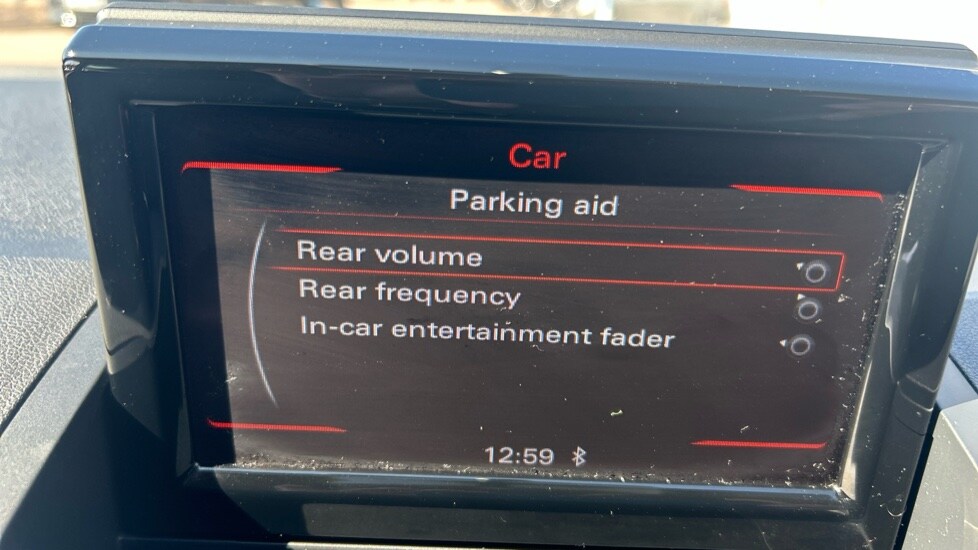 Car
Parking aid
Rear volume
Rear frequency
In-car entertainment fader
12:59